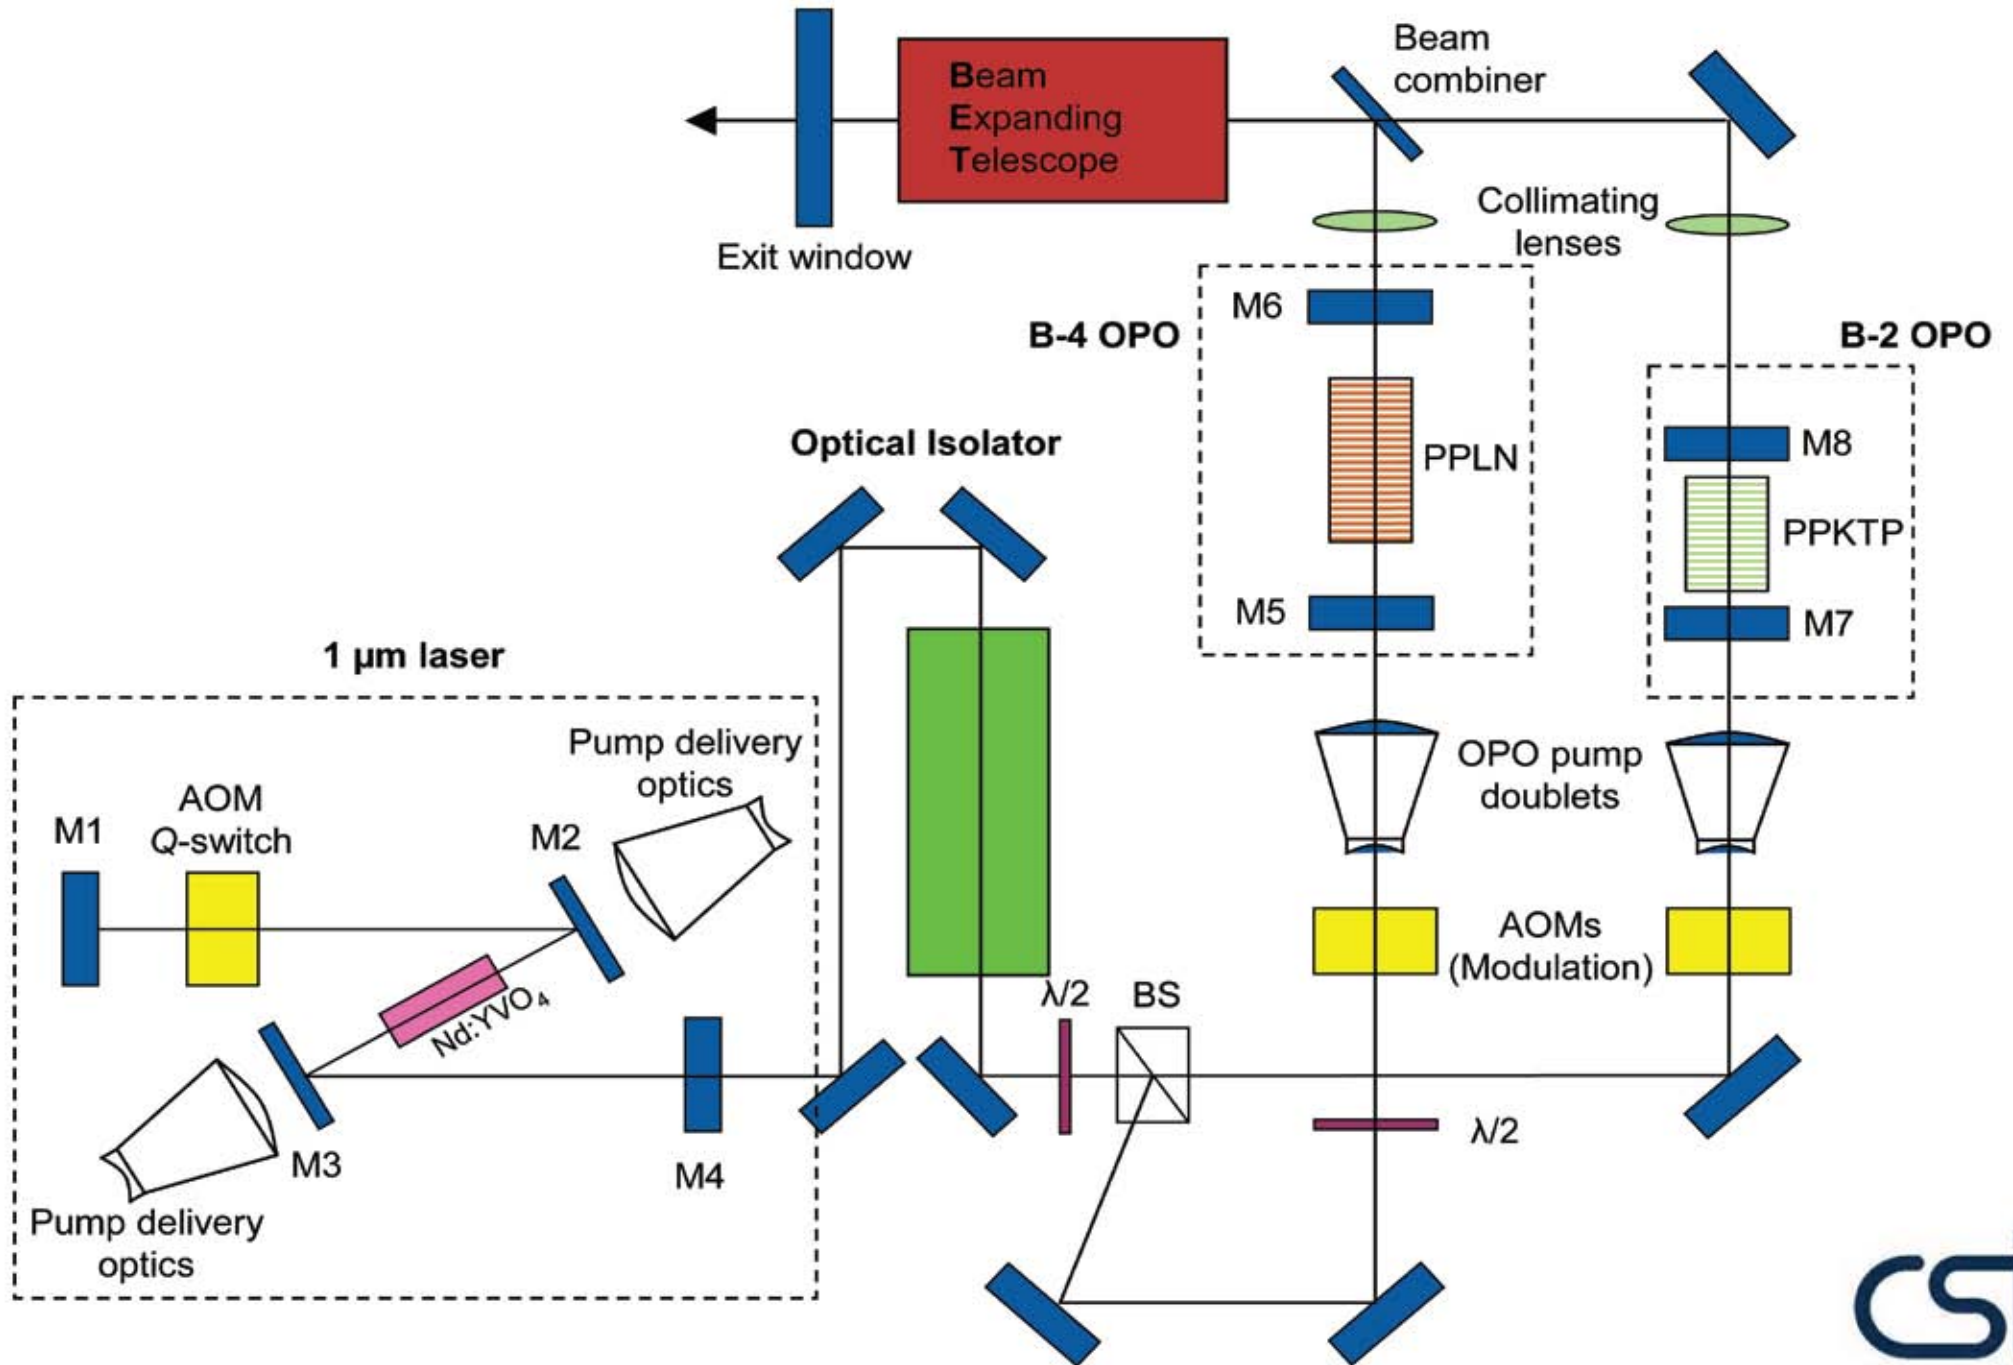 Beam
Expanding
Telescope
Beam
combiner
Exit window
Collimating
lenses
M6
B-4 OPO
B-2 OPO
PPLN
M5
M8
PPKTP
M7
Optical Isolator
1 µm laser
Pump delivery
optics
AOM
Q-switch
M1
M2
Nd:YVO₄
M3
M4
Pump delivery
optics
OPO pump
doublets
AOMs
(Modulation)
λ/2
BS
λ/2
CS